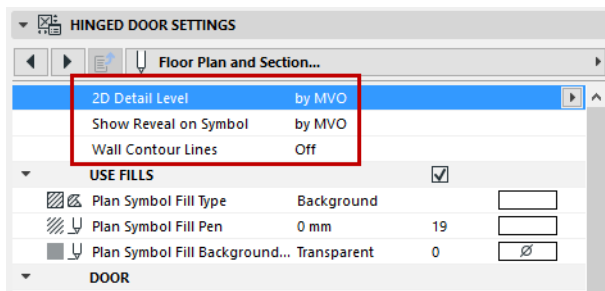 HINGED DOOR SETTINGS
Floor Plan and Section...
2D Detail Level by MVO
Show Reveal on Symbol by MVO
Wall Contour Lines Off
USE FILLS
Plan Symbol Fill Type Background
Plan Symbol Fill Pen 0 mm 19
Plan Symbol Fill Background... Transparent 0
DOOR